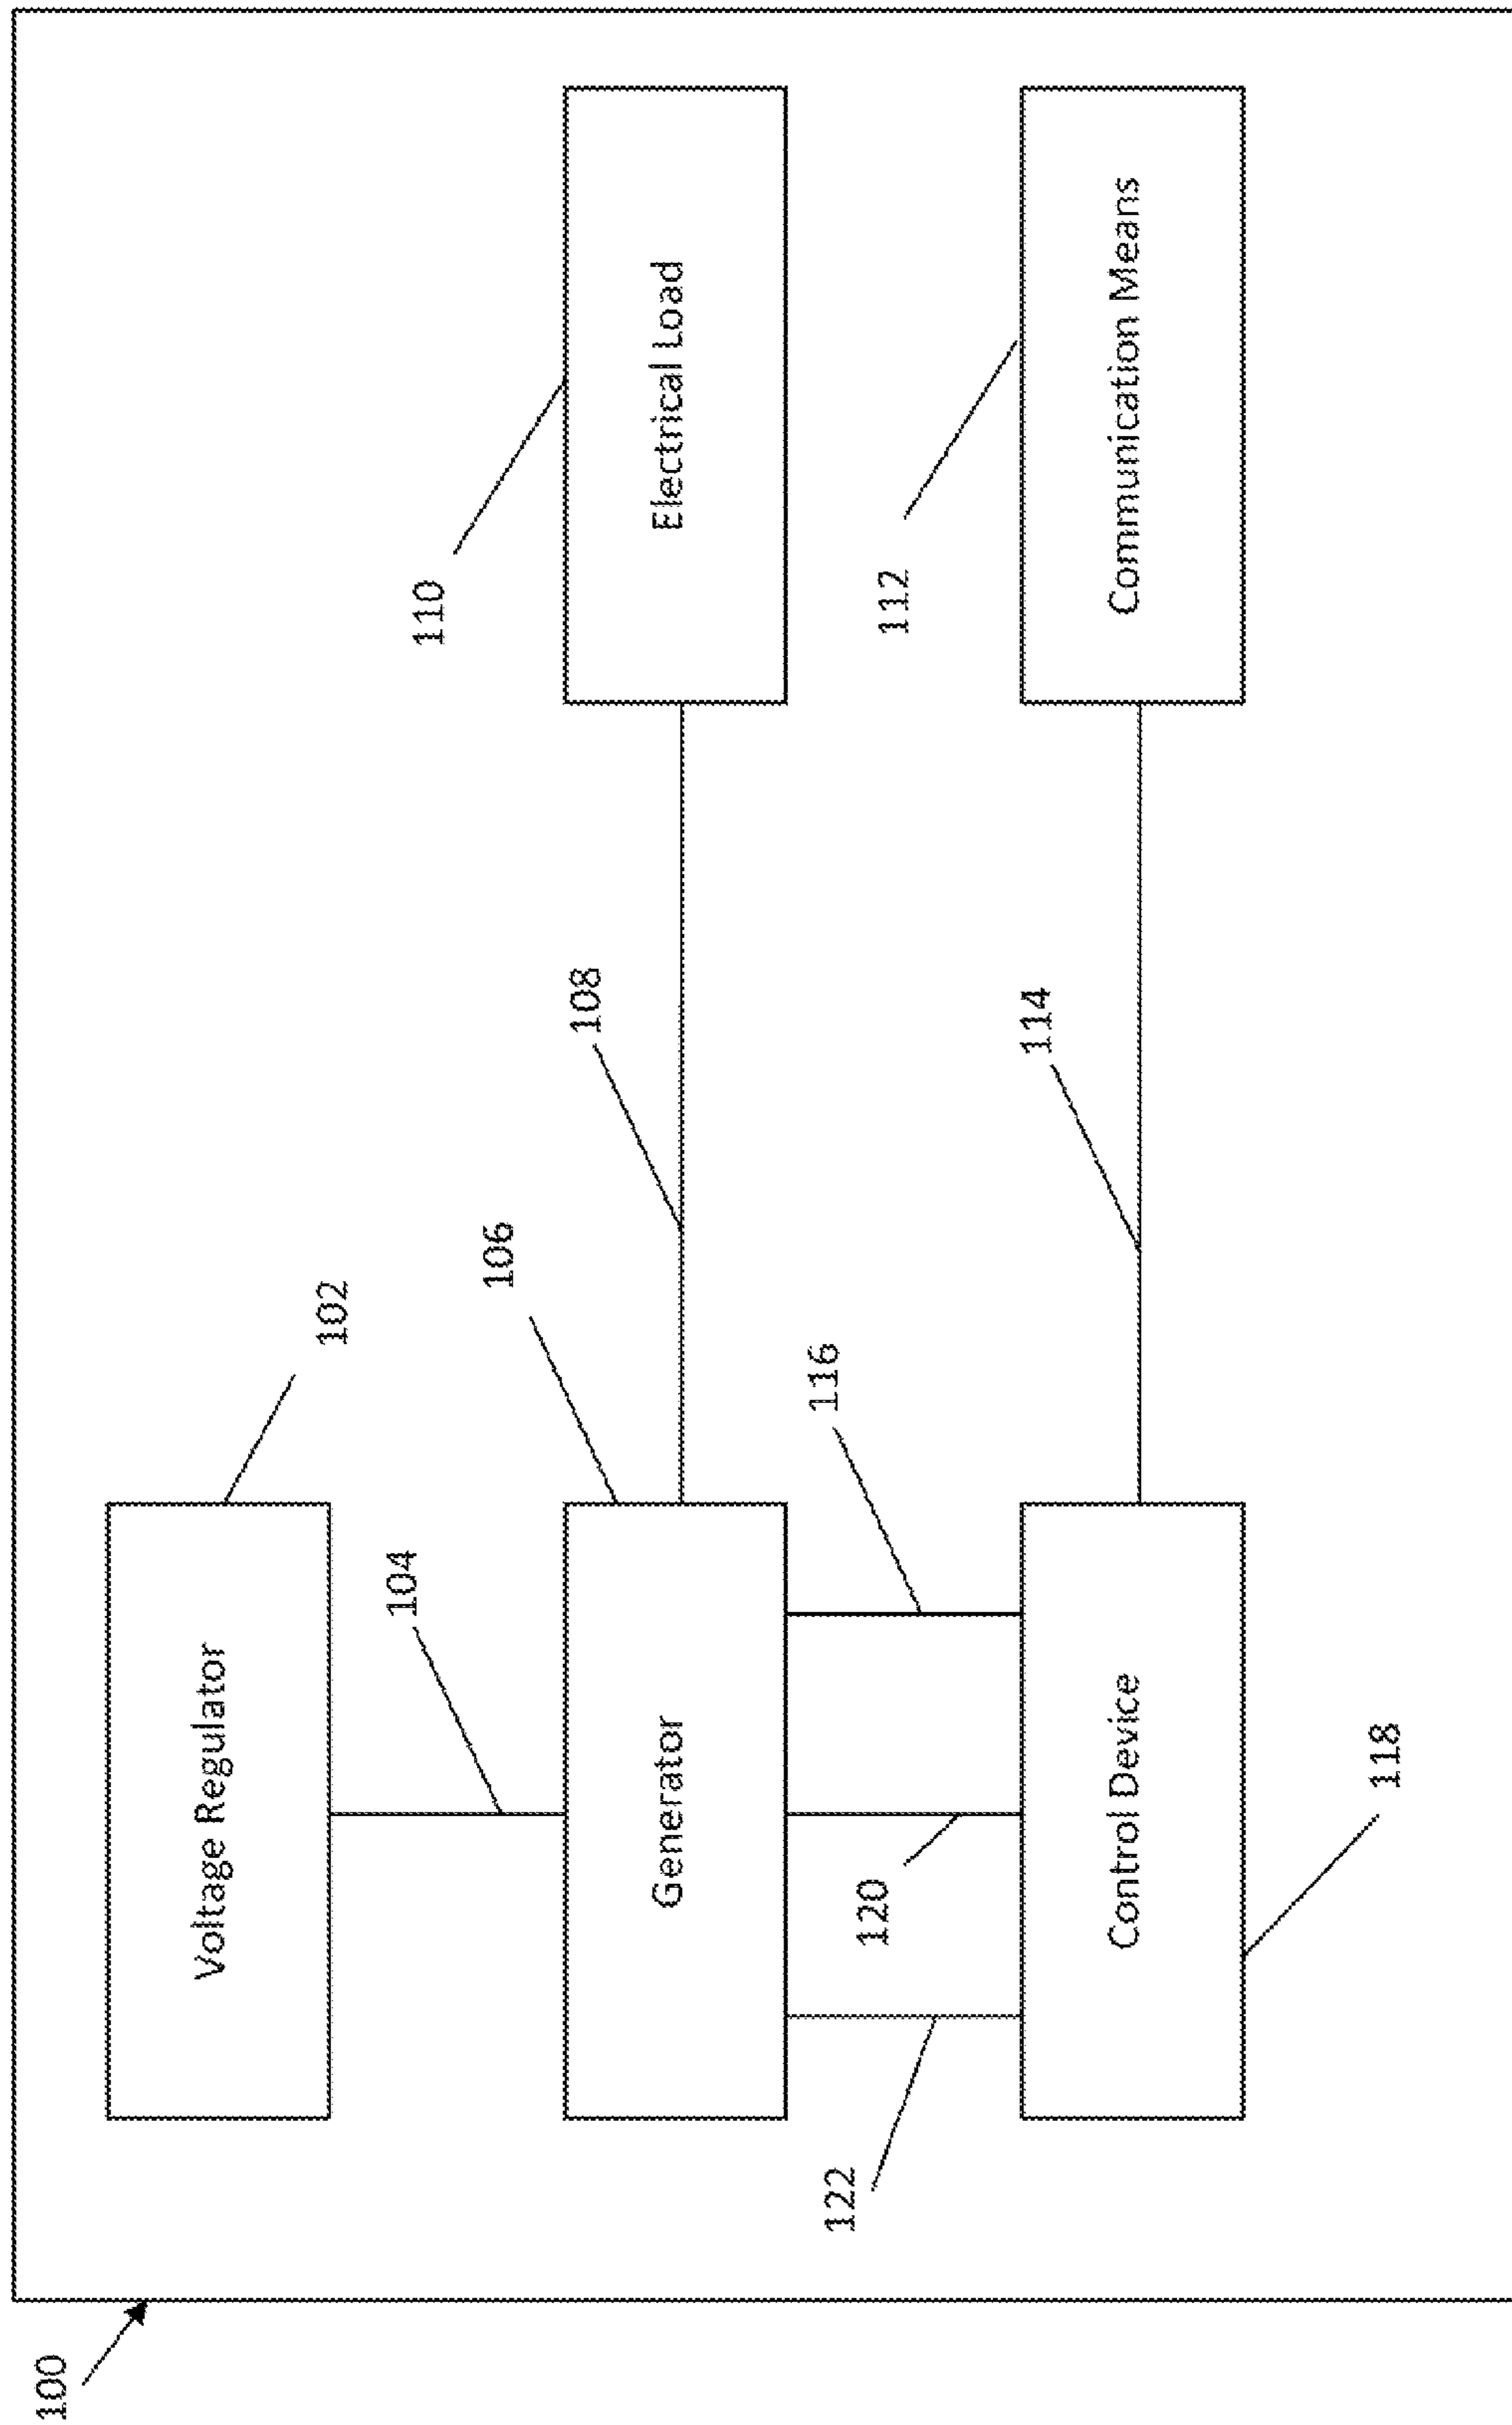 100
Voltage Regulator
102
104
Generator
106
108
Electrical Load
110
122
120
116
Control Device
118
114
Communication Means
112